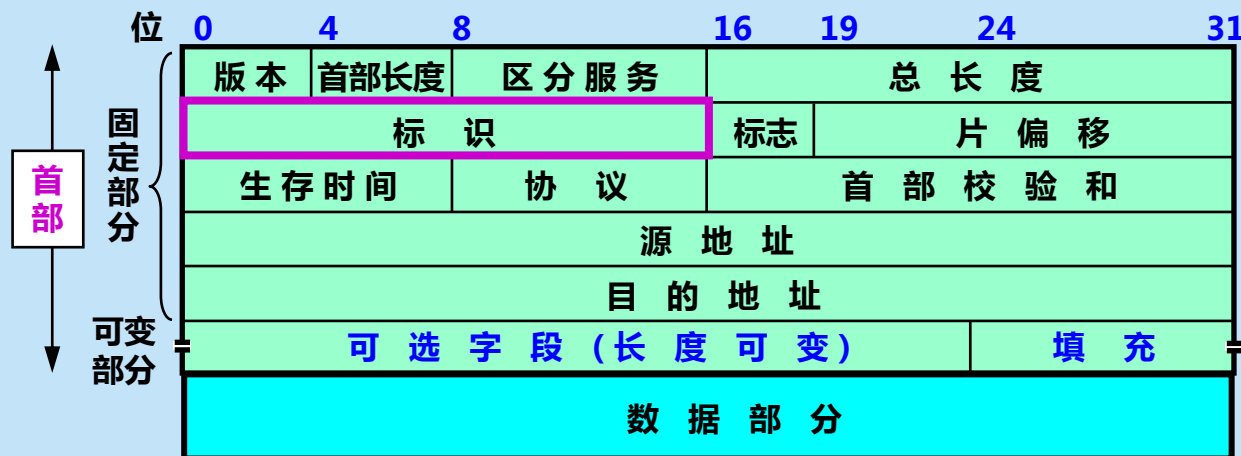 位 0 4 8 16 19 24 31
版本 首部长度 区分服务 总长度
标识 标志 片偏移
生存时间 协议 首部校验和
源地址
目的地址
可选字段(长度可变) 填充
数据部分
首部
固定部分
可变
部分